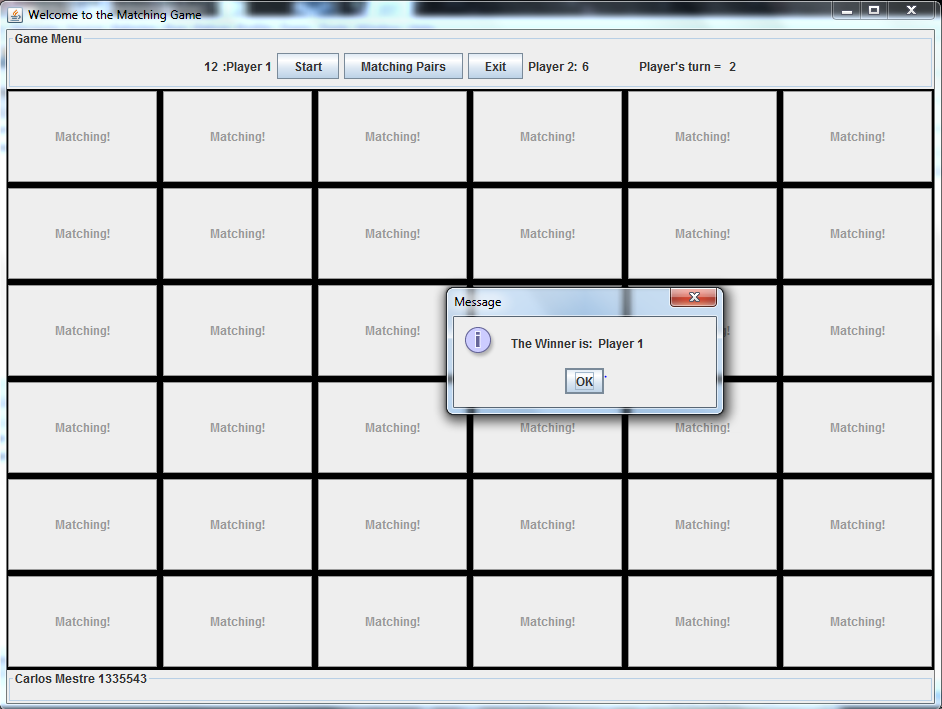 Welcome to the Matching Game
Game Menu
12 :Player 1 Start Matching Pairs Exit Player 2: 6 Player's turn = 2
Matching! Matching! Matching! Matching! Matching! Matching!
Matching! Matching! Matching! Matching! Matching! Matching!
Message
Matching! Matching! Matching! Matching!
The Winner is: Player 1
OK
Matching! Matching! Matching! Matching! Matching! Matching!
Matching! Matching! Matching! Matching! Matching! Matching!
Matching! Matching! Matching! Matching! Matching! Matching!
Carlos Mestre 1335543